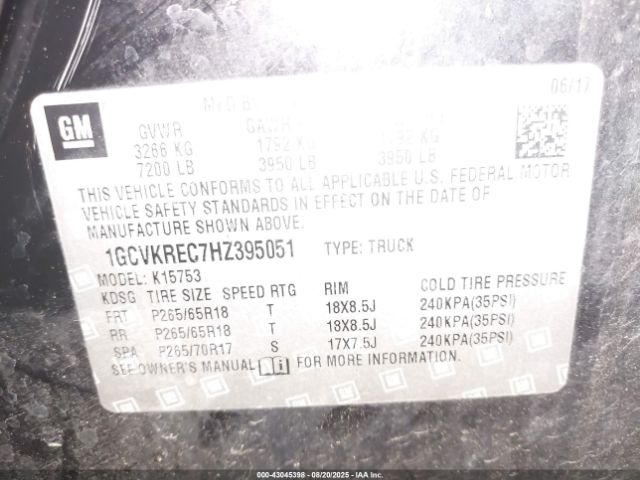 GM
06/17
GVWR
3266 KG 1792 KG 1792 KG
7200 LB 3950 LB 3950 LB
THIS VEHICLE CONFORMS TO ALL APPLICABLE U.S. FEDERAL MOTOR
VEHICLE SAFETY STANDARDS IN EFFECT ON THE DATE OF
MANUFACTURE SHOWN ABOVE.
1GCVKREC7HZ395051 TYPE: TRUCK
MODEL: K15753
KDSG TIRE SIZE SPEED RTG RIM COLD TIRE PRESSURE
FRT P265/65R18 T 18X8.5J 240KPA(35PSI)
RR P265/65R18 T 18X8.5J 240KPA(35PSI)
SPA P265/70R17 S 17X7.5J 240KPA(35PSI)
SEE OWNER'S MANUAL FOR MORE INFORMATION.
000-43045398 - 08/20/2025 - IAAI, Inc.